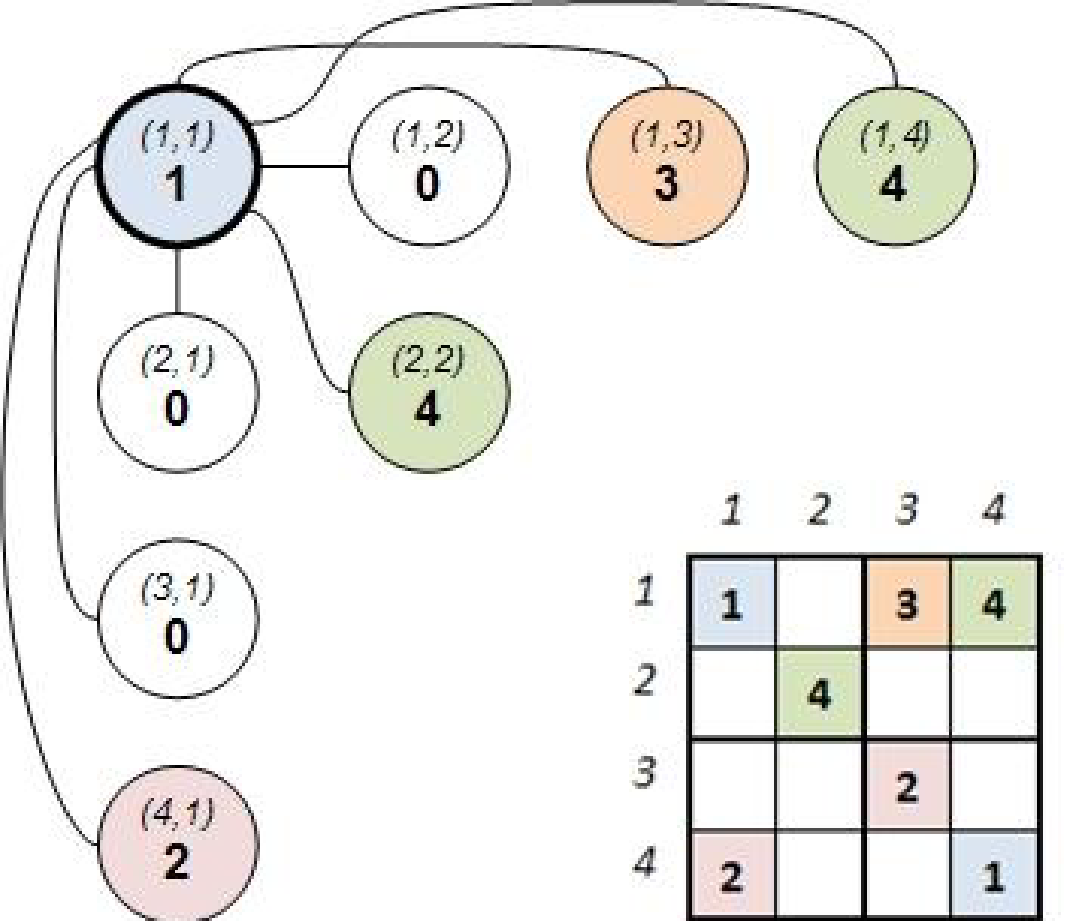 (1,1) (1,2) (1,3) (1,4)
1 0 3 4
(2,1) (2,2)
0 4
(3,1)
0
(4,1)
2
1 2 3 4
1 1 3 4
2 4
3 2
4 2 1